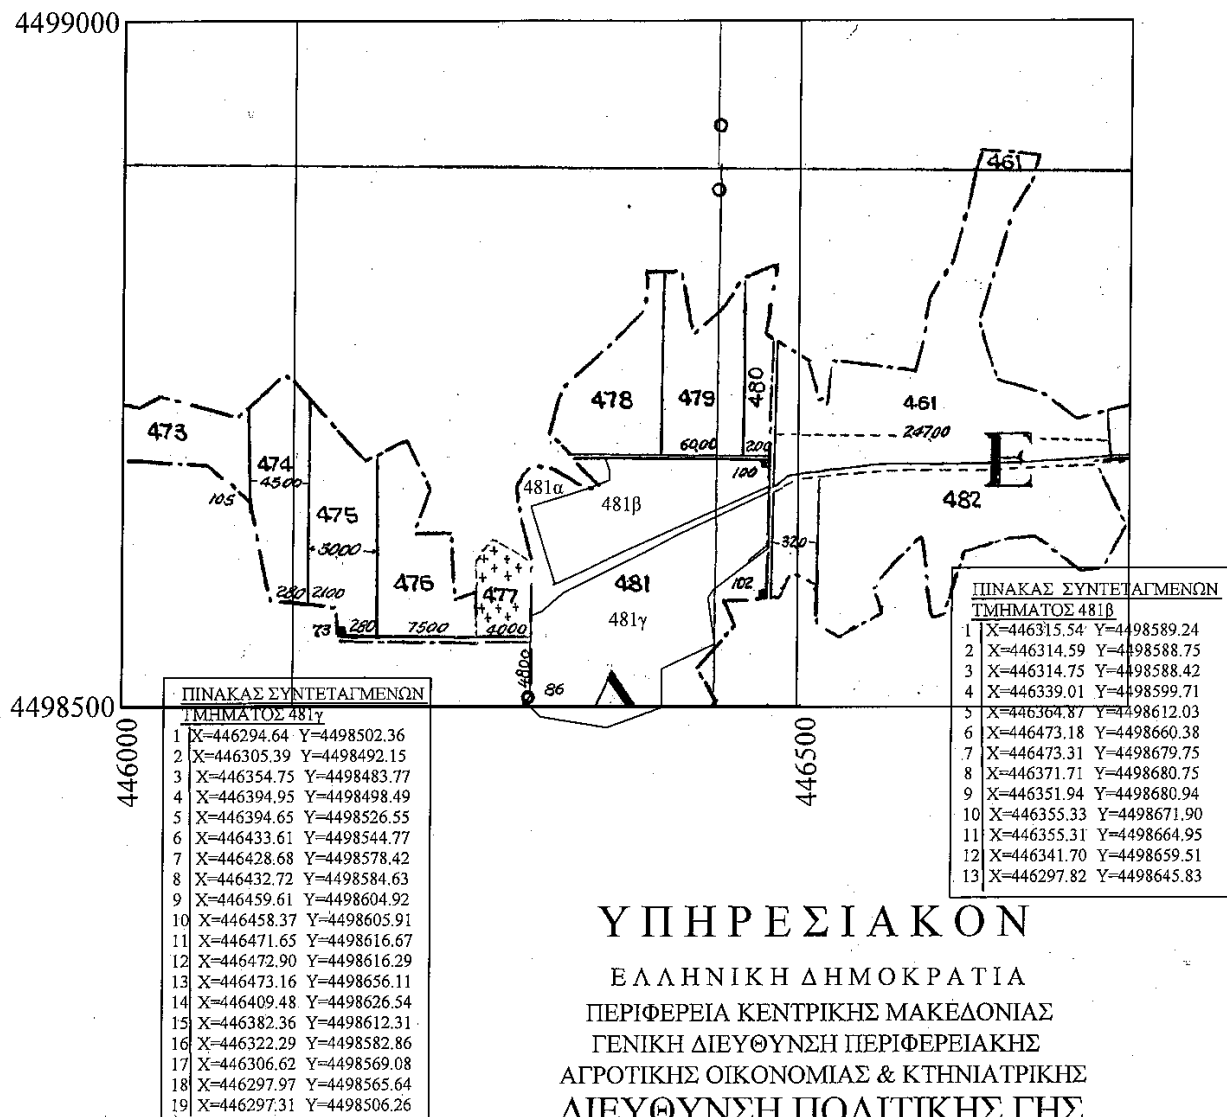 4499000
461
478
479
480
461
473
24700
6000
200
474
100
4500
481α
481β
482
105
475
320
5000
476
477
481
102
280
2100
481γ
73
280
7500
4000
4800
86
4498500
446000
446500
Ε
Λ
ΠΙΝΑΚΑΣ ΣΥΝΤΕΤΑΓΜΕΝΩΝ
ΤΜΗΜΑΤΟΣ 481β
1 X=446315.54 Y=4498589.24
2 X=446314.59 Y=4498588.75
3 X=446314.75 Y=4498588.42
4 X=446339.01 Y=4498599.71
5 X=446364.87 Y=4498612.03
6 X=446473.18 Y=4498660.38
7 X=446473.31 Y=4498679.75
8 X=446371.71 Y=4498680.75
9 X=446351.94 Y=4498680.94
10 X=446355.33 Y=4498671.90
11 X=446355.31 Y=4498664.95
12 X=446341.70 Y=4498659.51
13 X=446297.82 Y=4498645.83
ΠΙΝΑΚΑΣ ΣΥΝΤΕΤΑΓΜΕΝΩΝ
ΤΜΗΜΑΤΟΣ 481γ
1 X=446294.64 Y=4498502.36
2 X=446305.39 Y=4498492.15
3 X=446354.75 Y=4498483.77
4 X=446394.95 Y=4498498.49
5 X=446394.65 Y=4498526.55
6 X=446433.61 Y=4498544.77
7 X=446428.68 Y=4498578.42
8 X=446432.72 Y=4498584.63
9 X=446459.61 Y=4498604.92
10 X=446458.37 Y=4498605.91
11 X=446471.65 Y=4498616.67
12 X=446472.90 Y=4498616.29
13 X=446473.16 Y=4498656.11
14 X=446409.48 Y=4498626.54
15 X=446382.36 Y=4498612.31
16 X=446322.29 Y=4498582.86
17 X=446306.62 Y=4498569.08
18 X=446297.97 Y=4498565.64
19 X=446297.31 Y=4498506.26
ΥΠΗΡΕΣΙΑΚΟΝ
ΕΛΛΗΝΙΚΗ ΔΗΜΟΚΡΑΤΙΑ
ΠΕΡΙΦΕΡΕΙΑ ΚΕΝΤΡΙΚΗΣ ΜΑΚΕΔΟΝΙΑΣ
ΓΕΝΙΚΗ ΔΙΕΥΘΥΝΣΗ ΠΕΡΙΦΕΡΕΙΑΚΗΣ
ΑΓΡΟΤΙΚΗΣ ΟΙΚΟΝΟΜΙΑΣ & ΚΤΗΝΙΑΤΡΙΚΗΣ
ΔΙΕΥΘΥΝΣΗ ΠΟΛΙΤΙΚΗΣ ΓΗΣ